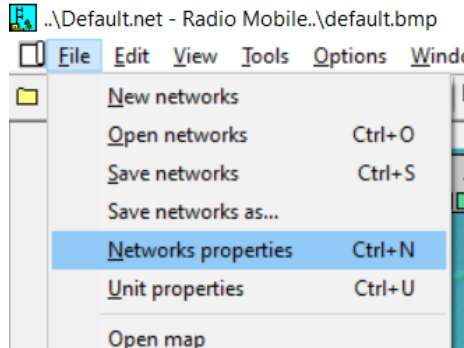 ..\Default.net - Radio Mobile..\default.bmp
File Edit View Tools Options
New networks
Open networks Ctrl+O
Save networks Ctrl+S
Save networks as...
Networks properties Ctrl+N
Unit properties Ctrl+U
Open map